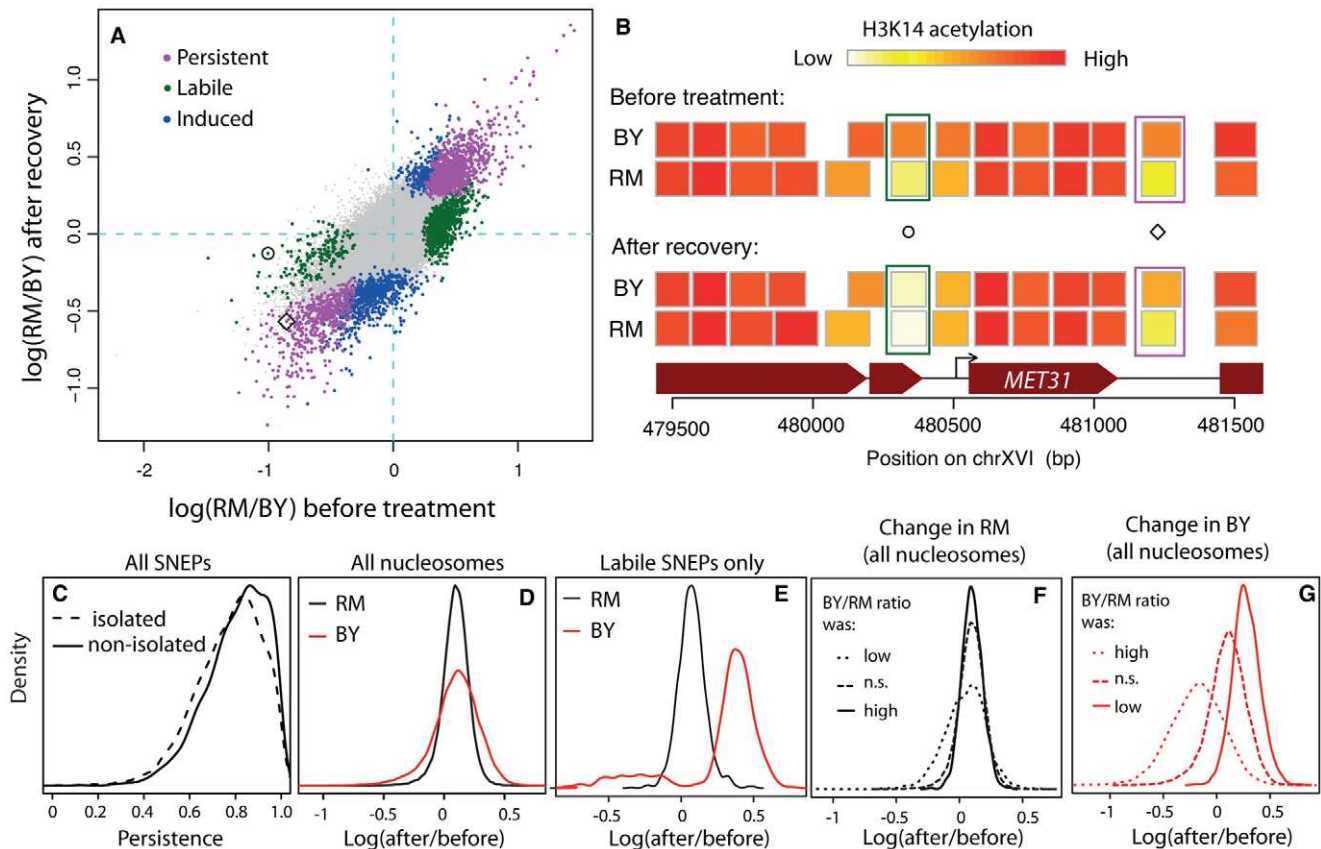 A
Persistent
Labile
Induced
log(RM/BY) after recovery
1.0
0.5
0.0
-0.5
-1.0
-2
-1
0
1
log(RM/BY) before treatment
B
H3K14 acetylation
Low
High
Before treatment:
BY
RM
After recovery:
BY
RM
MET31
479500
480000
480500
481000
481500
Position on chrXVI (bp)
All SNEPs
C
isolated
non-isolated
Density
0
0.2
0.4
0.6
0.8
1.0
Persistence
All nucleosomes
D
RM
BY
-1
-0.5
0
0.5
Log(after/before)
Labile SNEPs only
E
RM
BY
-0.5
0
0.5
Log(after/before)
Change in RM
(all nucleosomes)
F
BY/RM ratio
was:
low
n.s.
high
-1
-0.5
0
0.5
Log(after/before)
Change in BY
(all nucleosomes)
G
BY/RM ratio
was:
high
n.s.
low
-1
-0.5
0
0.5
Log(after/before)